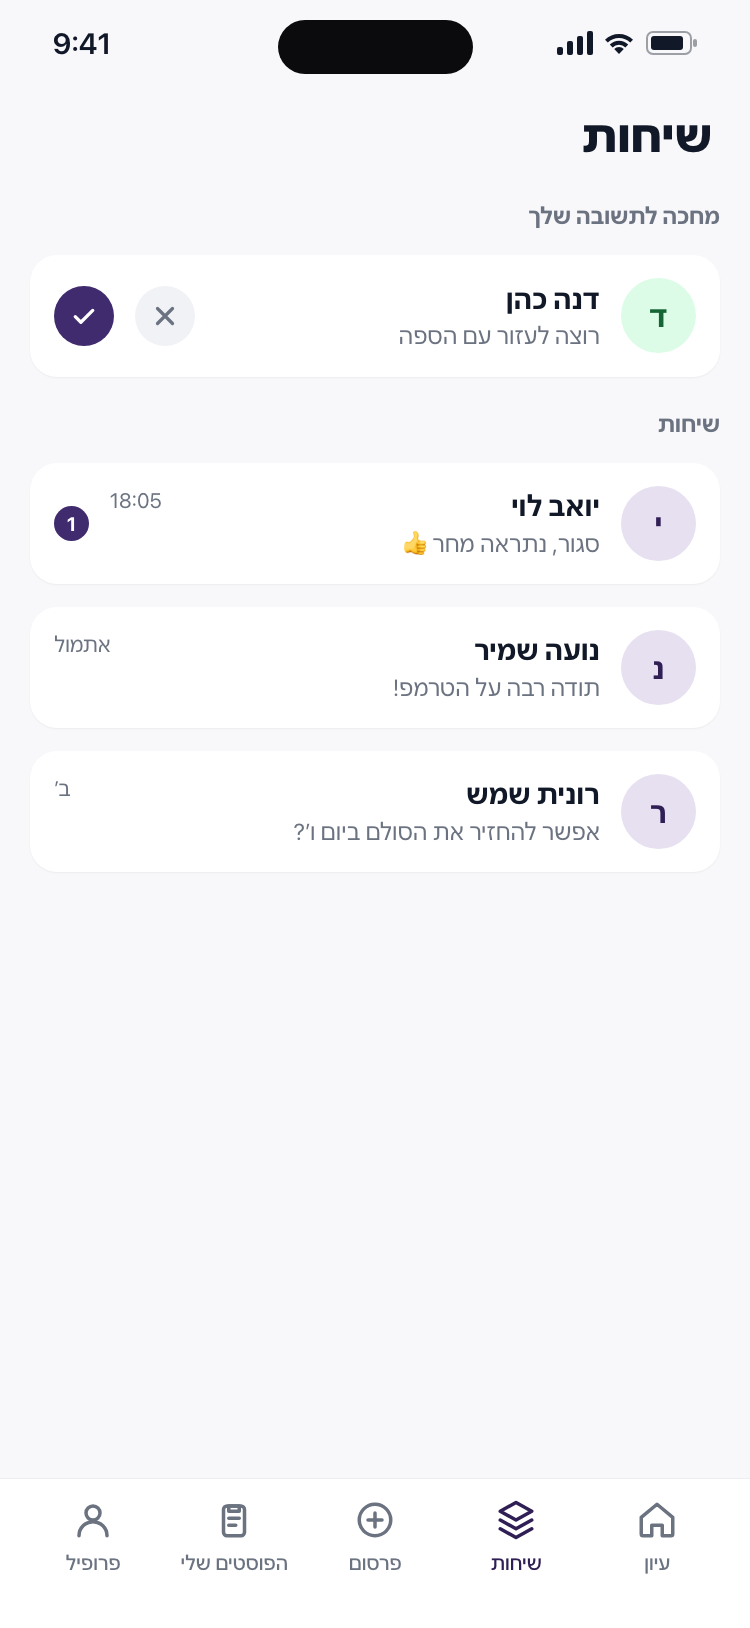 9:41
שיחות
מחכה לתשובה שלך
ד
דנה כהן
רוצה לעזור עם הספה
שיחות
י
יואב לוי
18:05
סגור, נתראה מחר 👍
1
נ
נועה שמיר
אתמול
תודה רבה על הטרמפ!
ר
רונית שמש
ב׳
אפשר להחזיר את הסולם ביום ו׳?
עיון
שיחות
פרסום
הפוסטים שלי
פרופיל